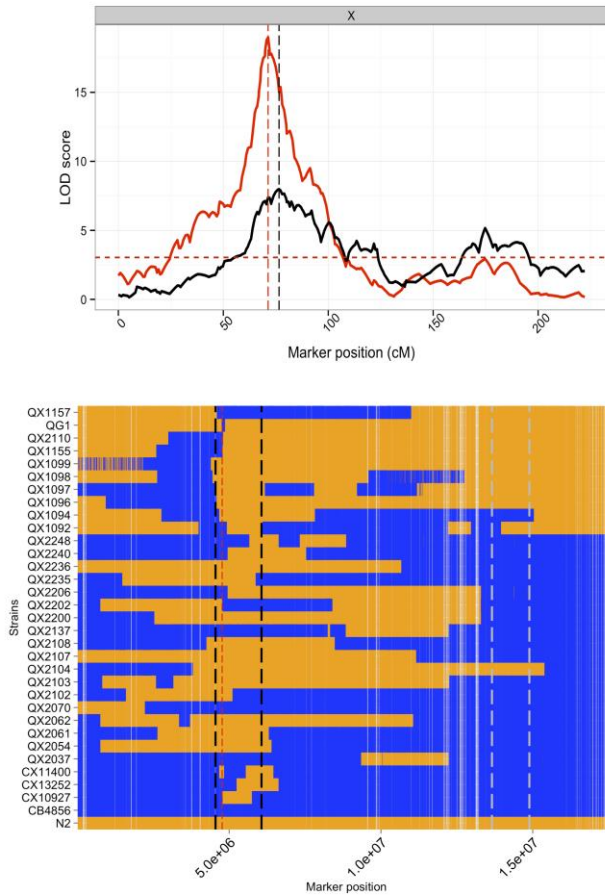 X
LOD score
15
10
5
0
0
50
100
150
200
Marker position (cM)
Strains
QX1157
QG1
QX2110
QX1155
QX1099
QX1098
QX1097
QX1096
QX1094
QX1092
QX2248
QX2240
QX2236
QX2235
QX2206
QX2202
QX2200
QX2137
QX2108
QX2107
QX2104
QX2103
QX2102
QX2070
QX2062
QX2061
QX2054
QX2037
CX11400
CX13252
CX10927
CB4856
N2
5.0e+06
1.0e+07
1.5e+07
Marker position